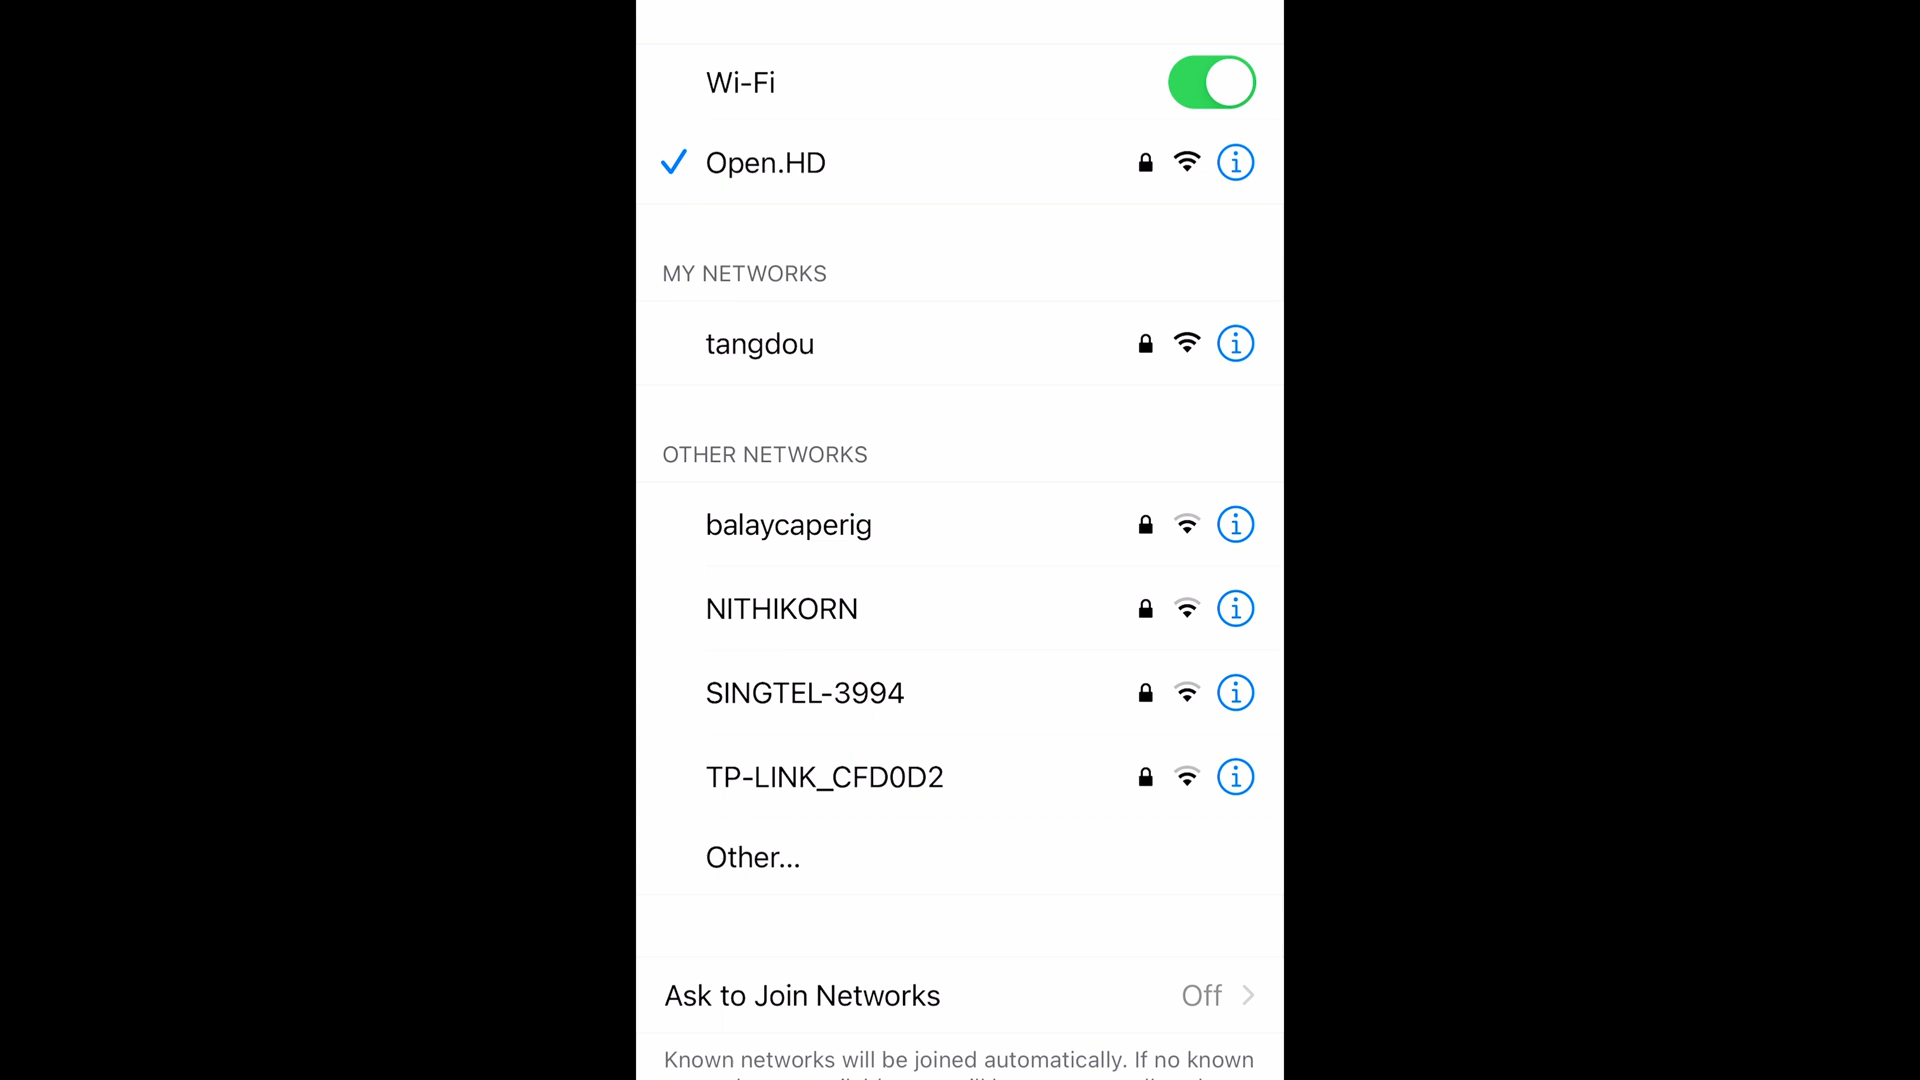 Wi-Fi
Open.HD
MY NETWORKS
tangdou
OTHER NETWORKS
balaycaperig
NITHIKORN
SINGTEL-3994
TP-LINK_CFD0D2
Other...
Ask to Join Networks Off
Known networks will be joined automatically. If no known